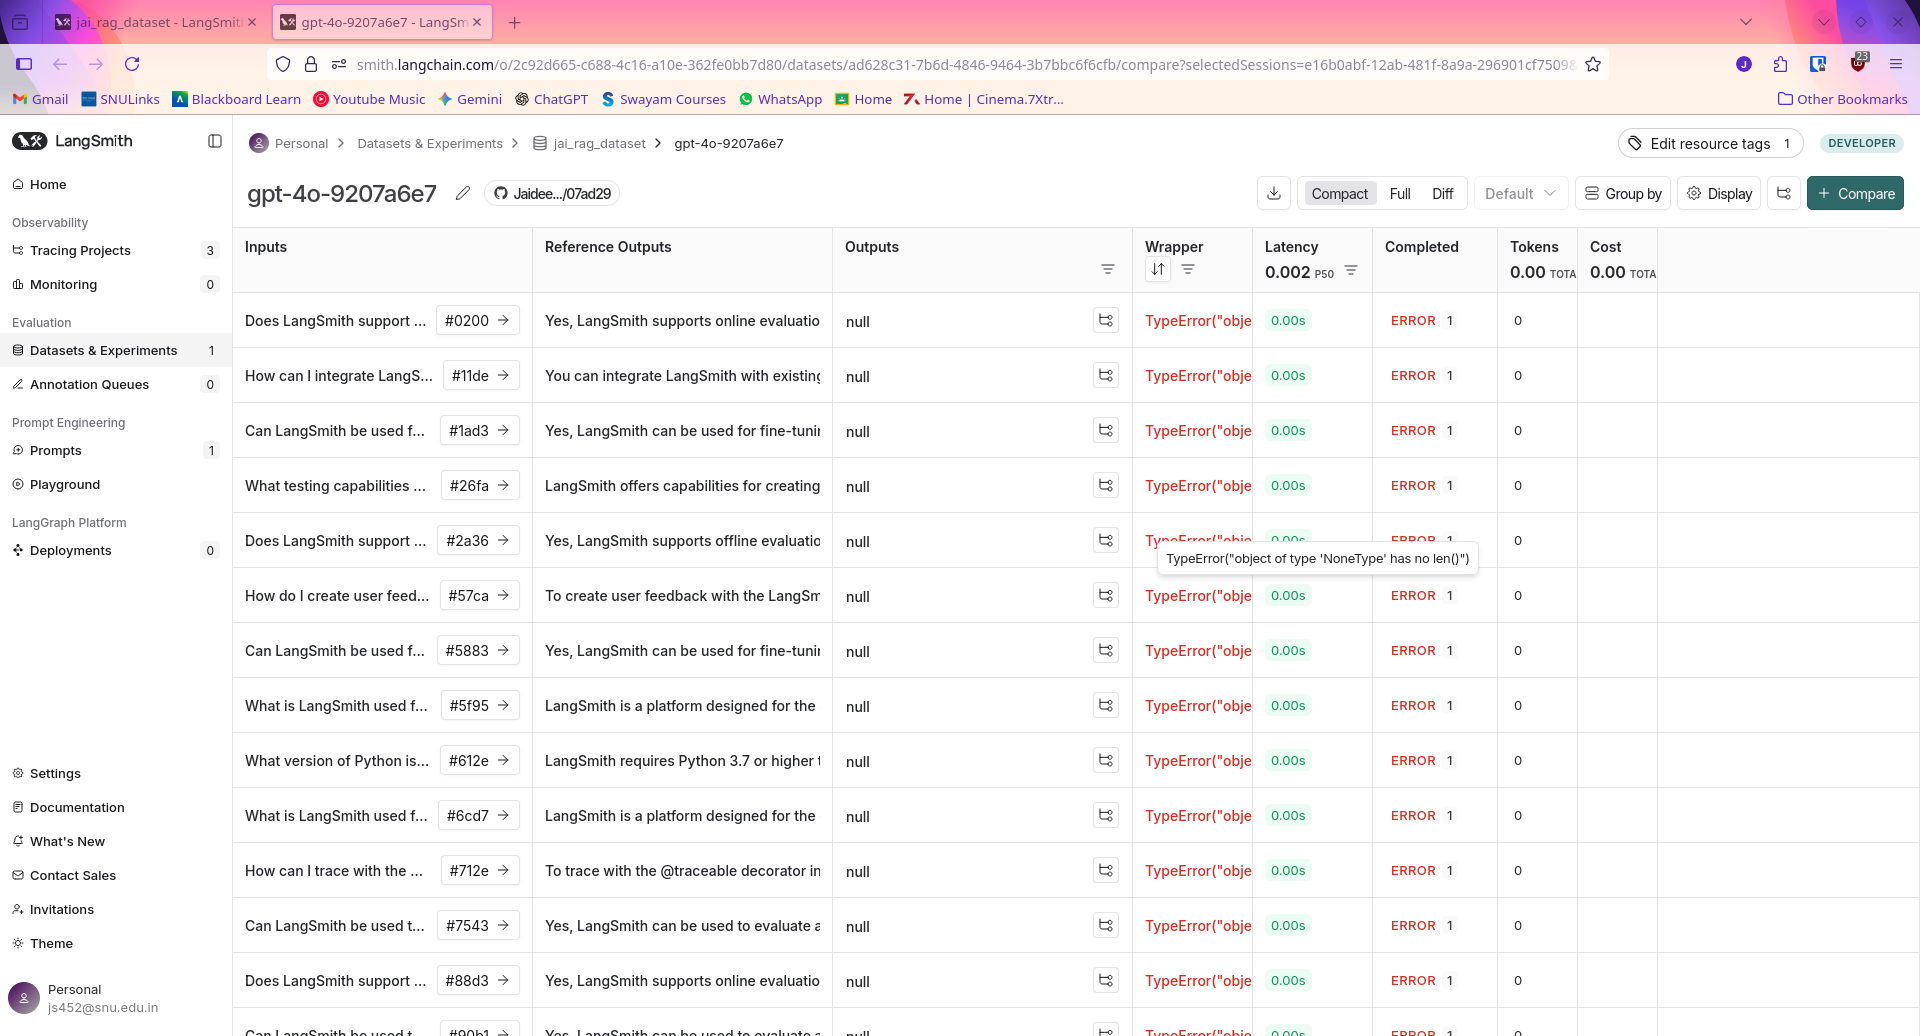 jai_rag_dataset - LangSmit
gpt-4o-9207a6e7 - LangSm
smith.langchain.com/o/2c92d665-c688-4c16-a10e-362fe0bb7d80/datasets/ad628c31-7b6d-4846-9464-3b7bbc6f6cfb/compare?selectedSessions=e16b0abf-12ab-481f-8a9a-296901cf7509&
J
23
Gmail SNULinks Blackboard Learn Youtube Music Gemini ChatGPT Swayam Courses WhatsApp Home Home | Cinema.7Xtr... Other Bookmarks
LangSmith
Home
Observability
Tracing Projects 3
Monitoring 0
Evaluation
Datasets & Experiments 1
Annotation Queues 0
Prompt Engineering
Prompts 1
Playground
LangGraph Platform
Deployments 0
Settings
Documentation
What's New
Contact Sales
Invitations
Theme
Personal
js452@snu.edu.in
Personal > Datasets & Experiments > jai_rag_dataset > gpt-4o-9207a6e7
Edit resource tags 1
DEVELOPER
gpt-4o-9207a6e7
Jaidee.../07ad29
Compact Full Diff Default Group by Display + Compare
Inputs Reference Outputs Outputs Wrapper Latency Completed Tokens Cost
0.002 P50 0.00 TOTA 0.00 TOTA
Does LangSmith support ... #0200 → Yes, LangSmith supports online evaluatio null TypeError("obje 0.00s ERROR 1 0
How can I integrate LangS... #11de → You can integrate LangSmith with existing null TypeError("obje 0.00s ERROR 1 0
Can LangSmith be used f... #1ad3 → Yes, LangSmith can be used for fine-tunin null TypeError("obje 0.00s ERROR 1 0
What testing capabilities ... #26fa → LangSmith offers capabilities for creating null TypeError("obje 0.00s ERROR 1 0
Does LangSmith support ... #2a36 → Yes, LangSmith supports offline evaluatio null TypeError("obje 0.00s ERROR 1 0
TypeError("object of type 'NoneType' has no len()")
How do I create user feed... #57ca → To create user feedback with the LangSm null TypeError("obje 0.00s ERROR 1 0
Can LangSmith be used f... #5883 → Yes, LangSmith can be used for fine-tunin null TypeError("obje 0.00s ERROR 1 0
What is LangSmith used f... #5f95 → LangSmith is a platform designed for the null TypeError("obje 0.00s ERROR 1 0
What version of Python is... #612e → LangSmith requires Python 3.7 or higher t null TypeError("obje 0.00s ERROR 1 0
What is LangSmith used f... #6cd7 → LangSmith is a platform designed for the null TypeError("obje 0.00s ERROR 1 0
How can I trace with the ... #712e → To trace with the @traceable decorator in null TypeError("obje 0.00s ERROR 1 0
Can LangSmith be used t... #7543 → Yes, LangSmith can be used to evaluate a null TypeError("obje 0.00s ERROR 1 0
Does LangSmith support ... #88d3 → Yes, LangSmith supports online evaluatio null TypeError("obje 0.00s ERROR 1 0
Can LangSmith be used t... #90b1 → Yes, LangSmith can be used to evaluate a null TypeError("obje 0.00s ERROR 1 0